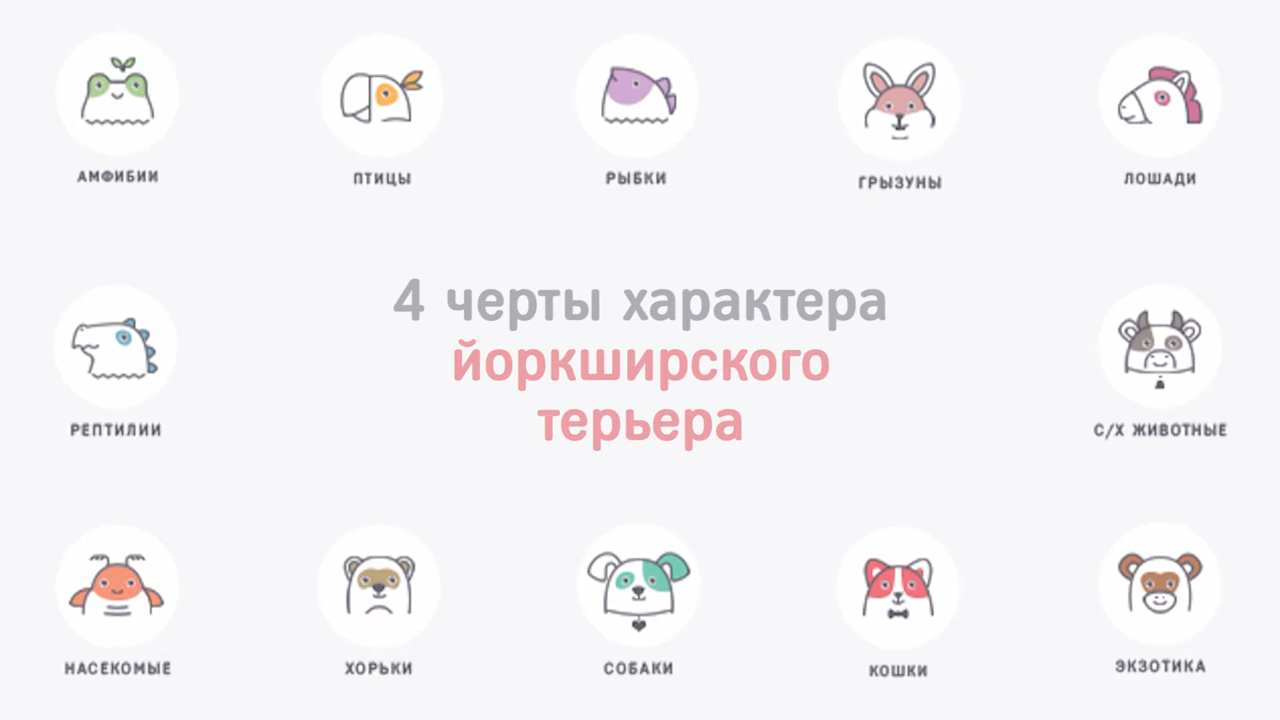 АМФИБИИ
ПТИЦЫ
РЫБКИ
ГРЫЗУНЫ
ЛОШАДИ
4 черты характера
йоркширского
терьера
РЕПТИЛИИ
С/Х ЖИВОТНЫЕ
НАСЕКОМЫЕ
ХОРЬКИ
СОБАКИ
КОШКИ
ЭКЗОТИКА